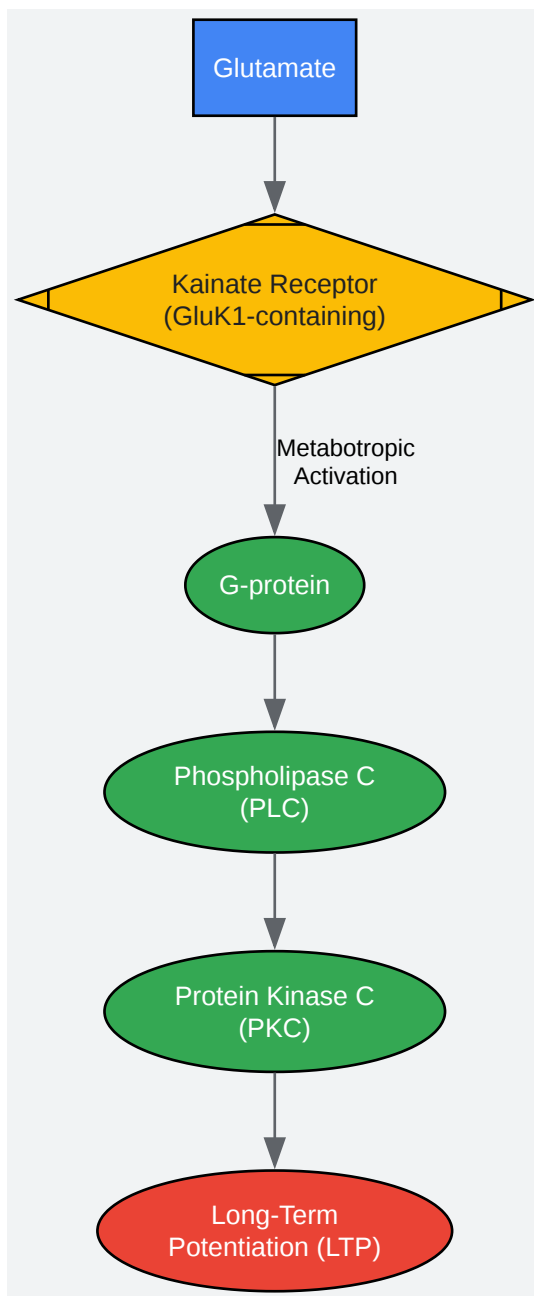 Glutamate
Kainate Receptor
(GluK1-containing)
Metabotropic
Activation
G-protein
Phospholipase C
(PLC)
Protein Kinase C
(PKC)
Long-Term
Potentiation (LTP)